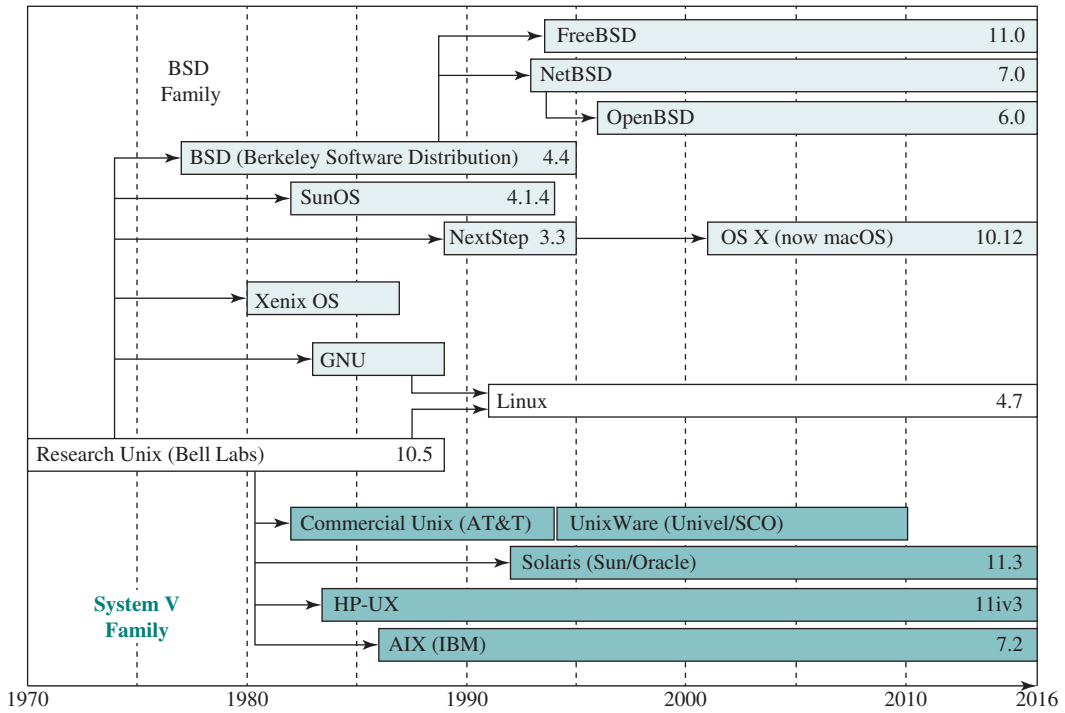 FreeBSD 11.0
BSD
Family
NetBSD 7.0
OpenBSD 6.0
BSD (Berkeley Software Distribution) 4.4
SunOS 4.1.4
NextStep 3.3
OS X (now macOS) 10.12
Xenix OS
GNU
Linux 4.7
Research Unix (Bell Labs) 10.5
Commercial Unix (AT&T)
UnixWare (Univel/SCO)
Solaris (Sun/Oracle) 11.3
System V
Family
HP-UX 11iv3
AIX (IBM) 7.2
1970 1980 1990 2000 2010 2016